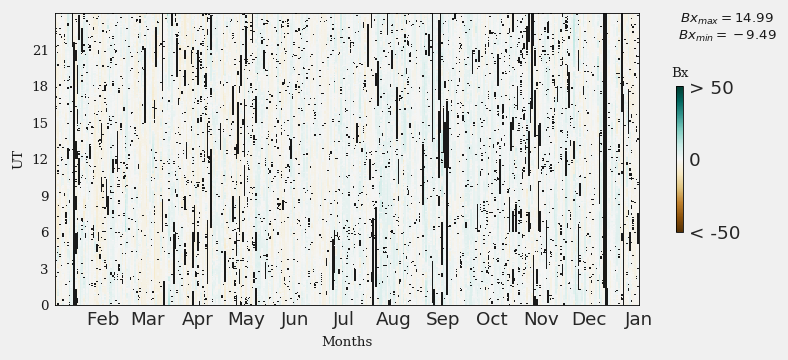 Bx_max = 14.99
Bx_min = −9.49
Bx
> 50
0
< -50
21
18
15
12
9
6
3
0
UT
Feb Mar Apr May Jun Jul Aug Sep Oct Nov Dec Jan
Months